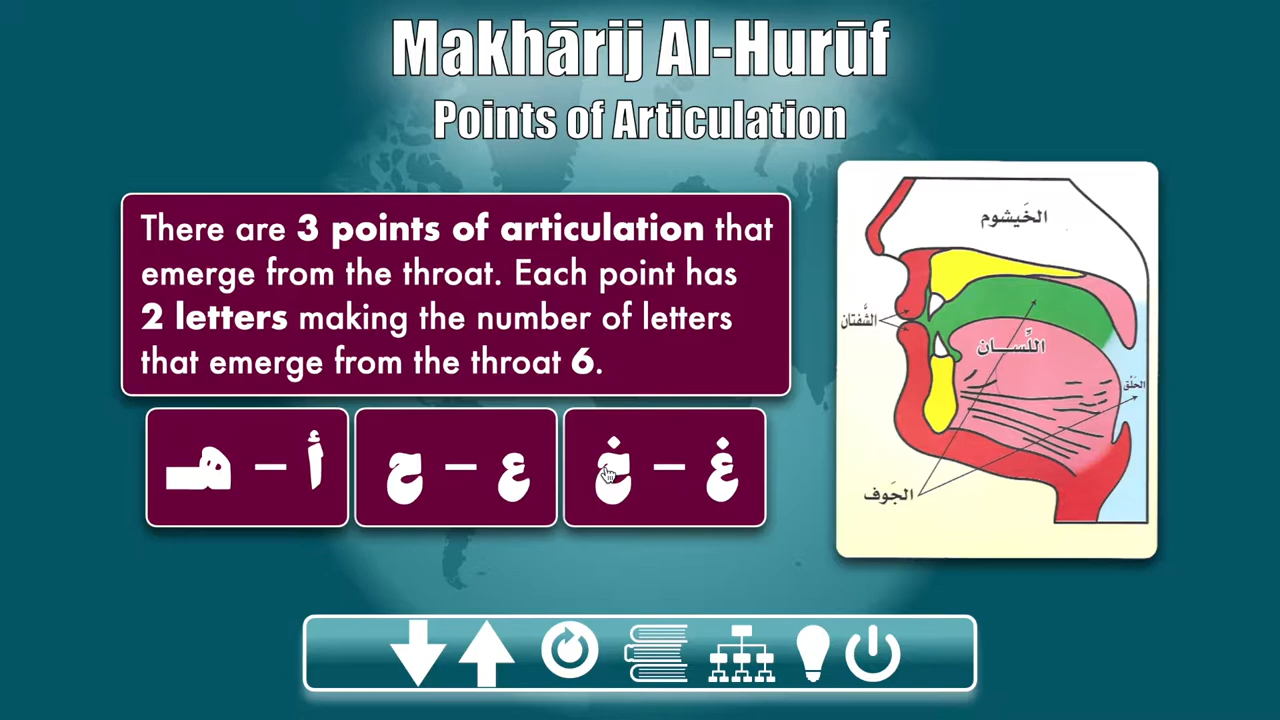 Makhārij Al-Hurūf
Points of Articulation
There are 3 points of articulation that
emerge from the throat. Each point has
2 letters making the number of letters
that emerge from the throat 6.
أ – هـ
ع – ح
غ – خ
الخَيشوم
الشَّفتان
اللِّسـان
الحَلْق
الجَوف